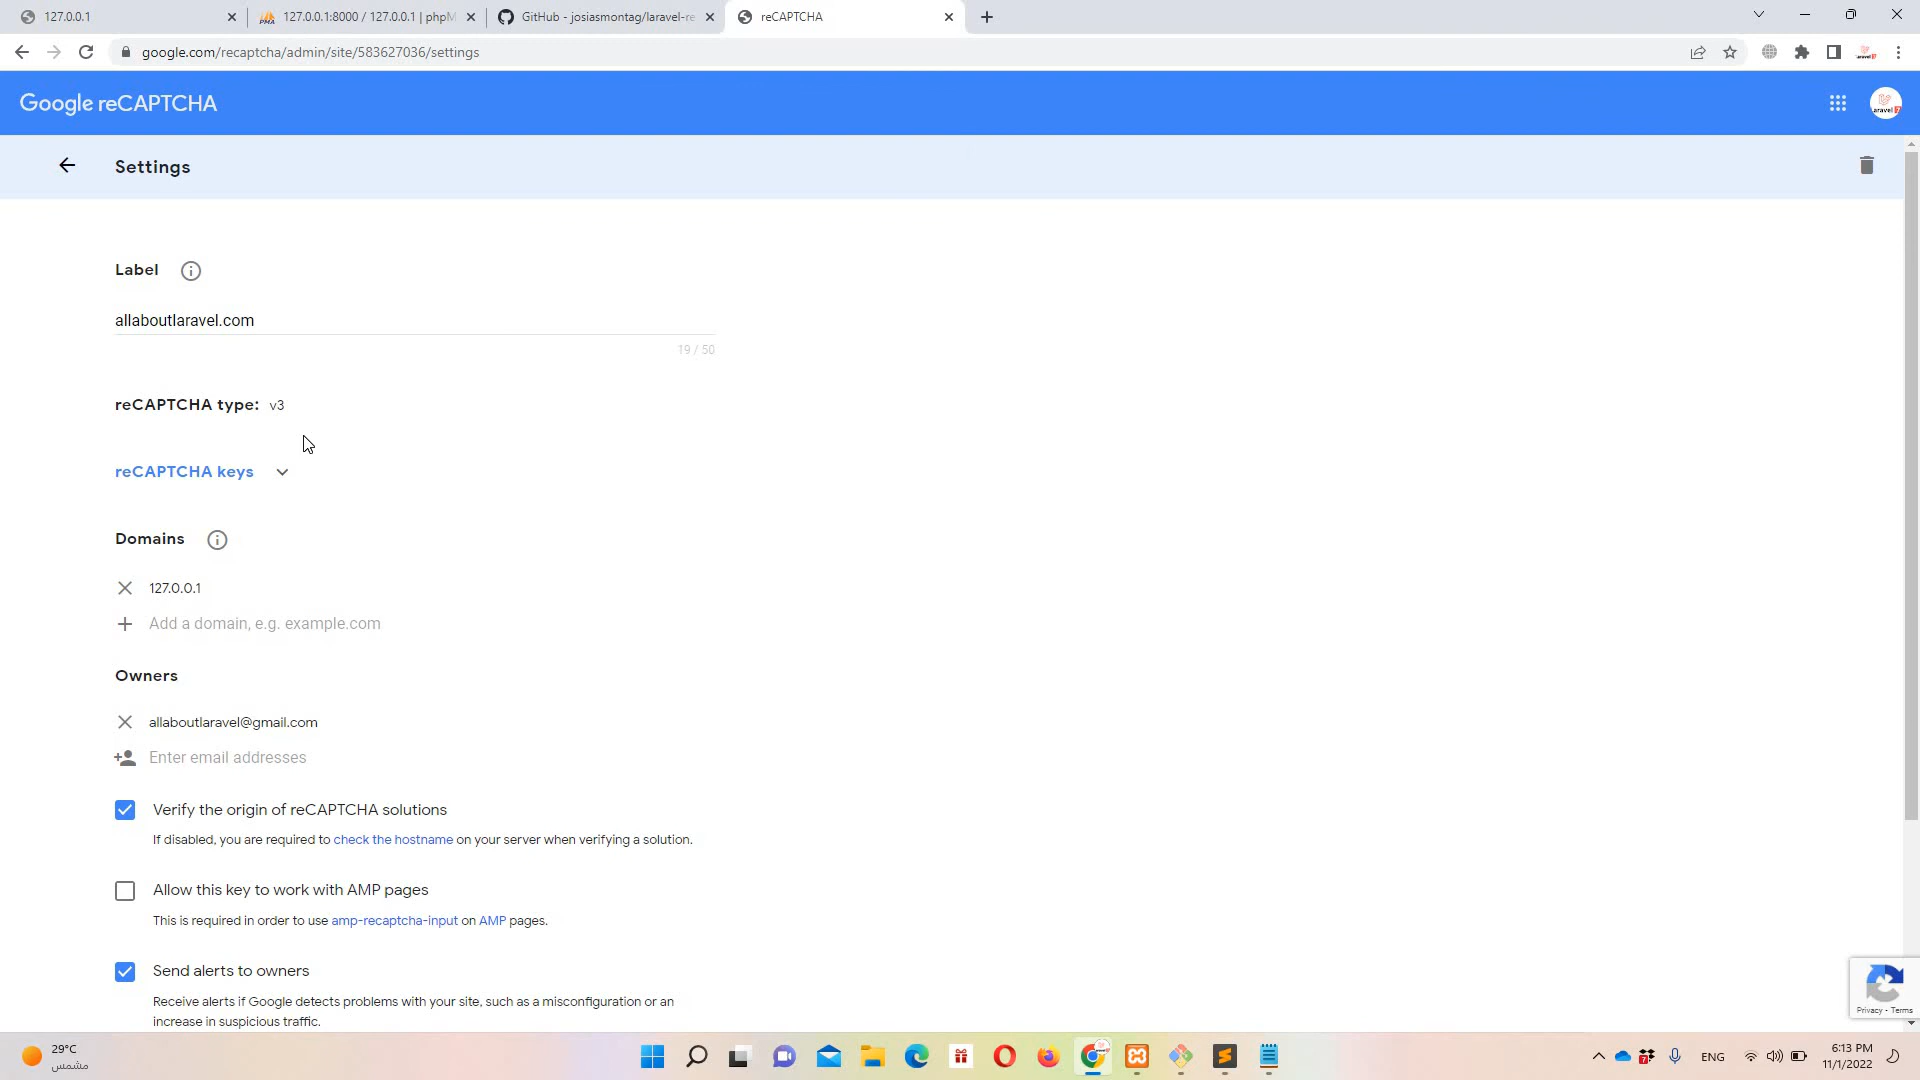 127.0.0.1
127.0.0.1:8000 / 127.0.0.1 | phpM
GitHub - josiasmontag/laravel-re
reCAPTCHA
google.com/recaptcha/admin/site/583627036/settings
Google reCAPTCHA
Settings
Label
allaboutlaravel.com
19 / 50
reCAPTCHA type: v3
reCAPTCHA keys
Domains
127.0.0.1
Add a domain, e.g. example.com
Owners
allaboutlaravel@gmail.com
Enter email addresses
Verify the origin of reCAPTCHA solutions
If disabled, you are required to check the hostname on your server when verifying a solution.
Allow this key to work with AMP pages
This is required in order to use amp-recaptcha-input on AMP pages.
Send alerts to owners
Receive alerts if Google detects problems with your site, such as a misconfiguration or an
increase in suspicious traffic.
Privacy - Terms
29°C
مشمس
ENG
6:13 PM
11/1/2022